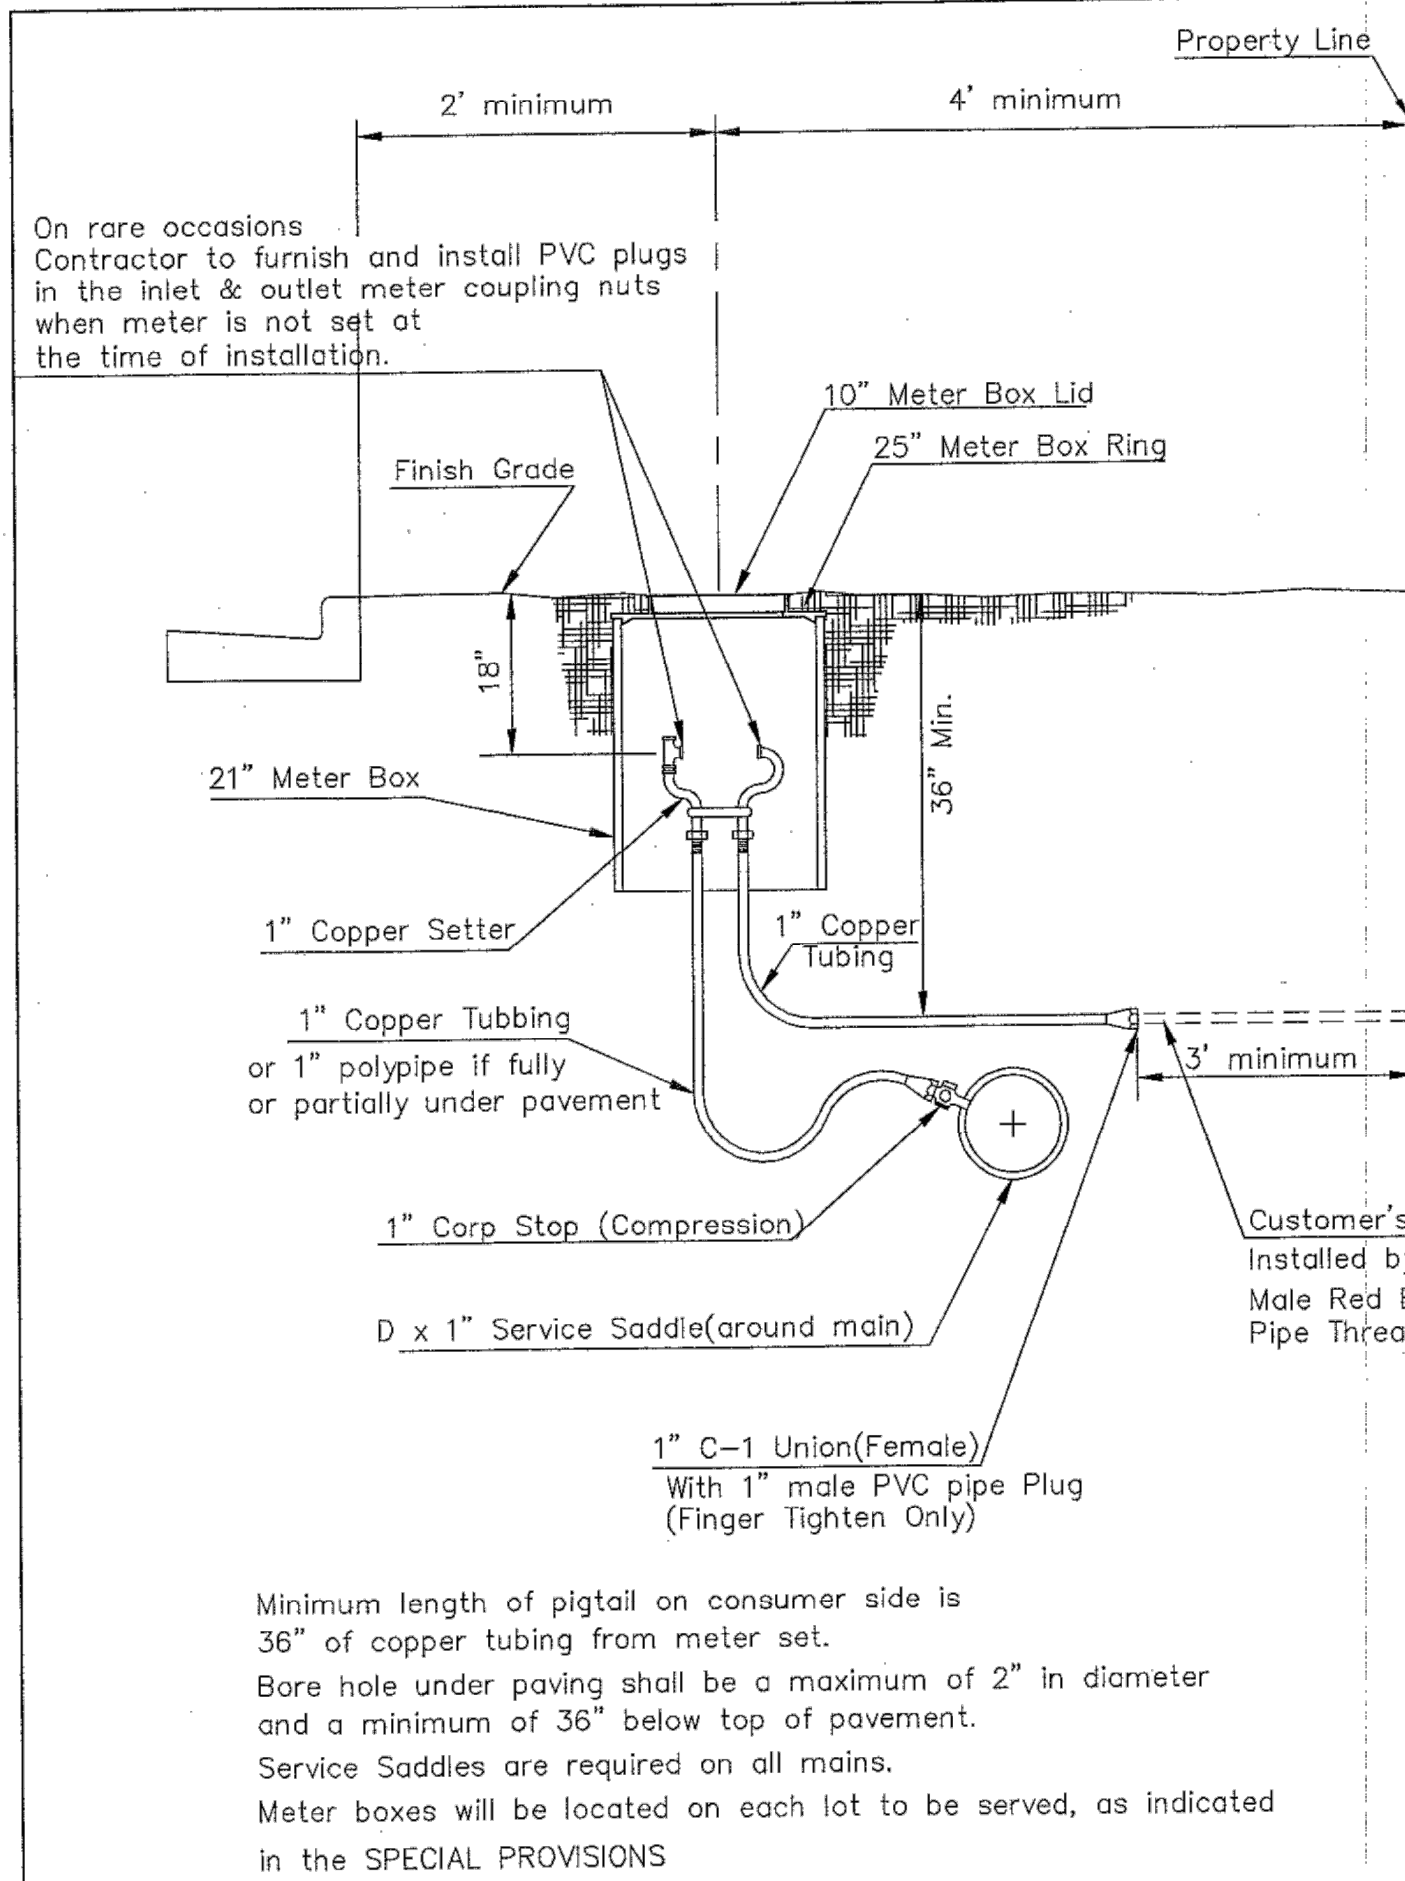 Property Line
2' minimum
4' minimum
On rare occasions
Contractor to furnish and install PVC plugs
in the inlet & outlet meter coupling nuts
when meter is not set at
the time of installation.
10" Meter Box Lid
25" Meter Box Ring
Finish Grade
18"
36" Min.
21" Meter Box
1" Copper Setter
1" Copper
Tubing
1" Copper Tubbing
or 1" polypipe if fully
or partially under pavement
3' minimum
1" Corp Stop (Compression)
Customer's
Installed
Male Red
Pipe
D x 1" Service Saddle(around main)
1" C-1 Union(Female)
With 1" male PVC pipe Plug
(Finger Tighten Only)
Minimum length of pigtail on consumer side is
36" of copper tubing from meter set.
Bore hole under paving shall be a maximum of 2" in diameter
and a minimum of 36" below top of pavement.
Service Saddles are required on all mains.
Meter boxes will be located on each lot to be served, as indicated
in the SPECIAL PROVISIONS